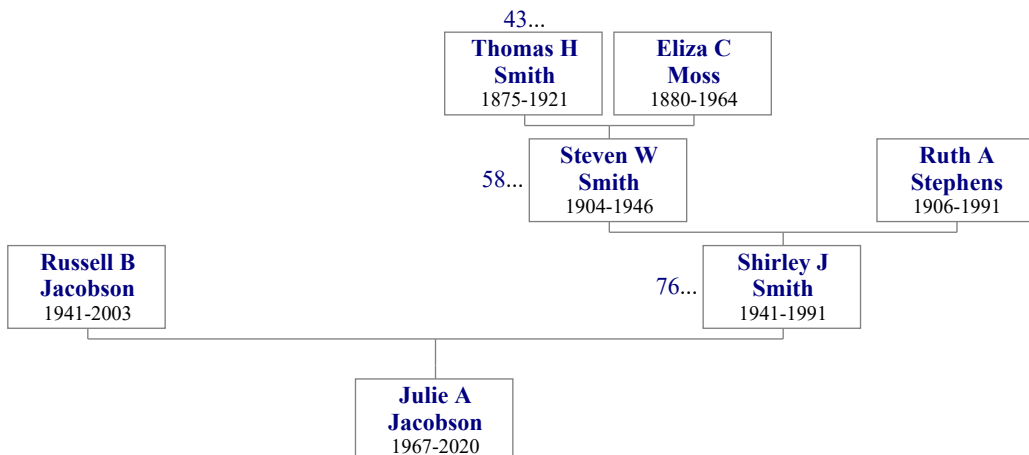 43...
Thomas H
Smith
1875-1921
Eliza C
Moss
1880-1964
58...
Steven W
Smith
1904-1946
Ruth A
Stephens
1906-1991
Russell B
Jacobson
1941-2003
76...
Shirley J
Smith
1941-1991
Julie A
Jacobson
1967-2020